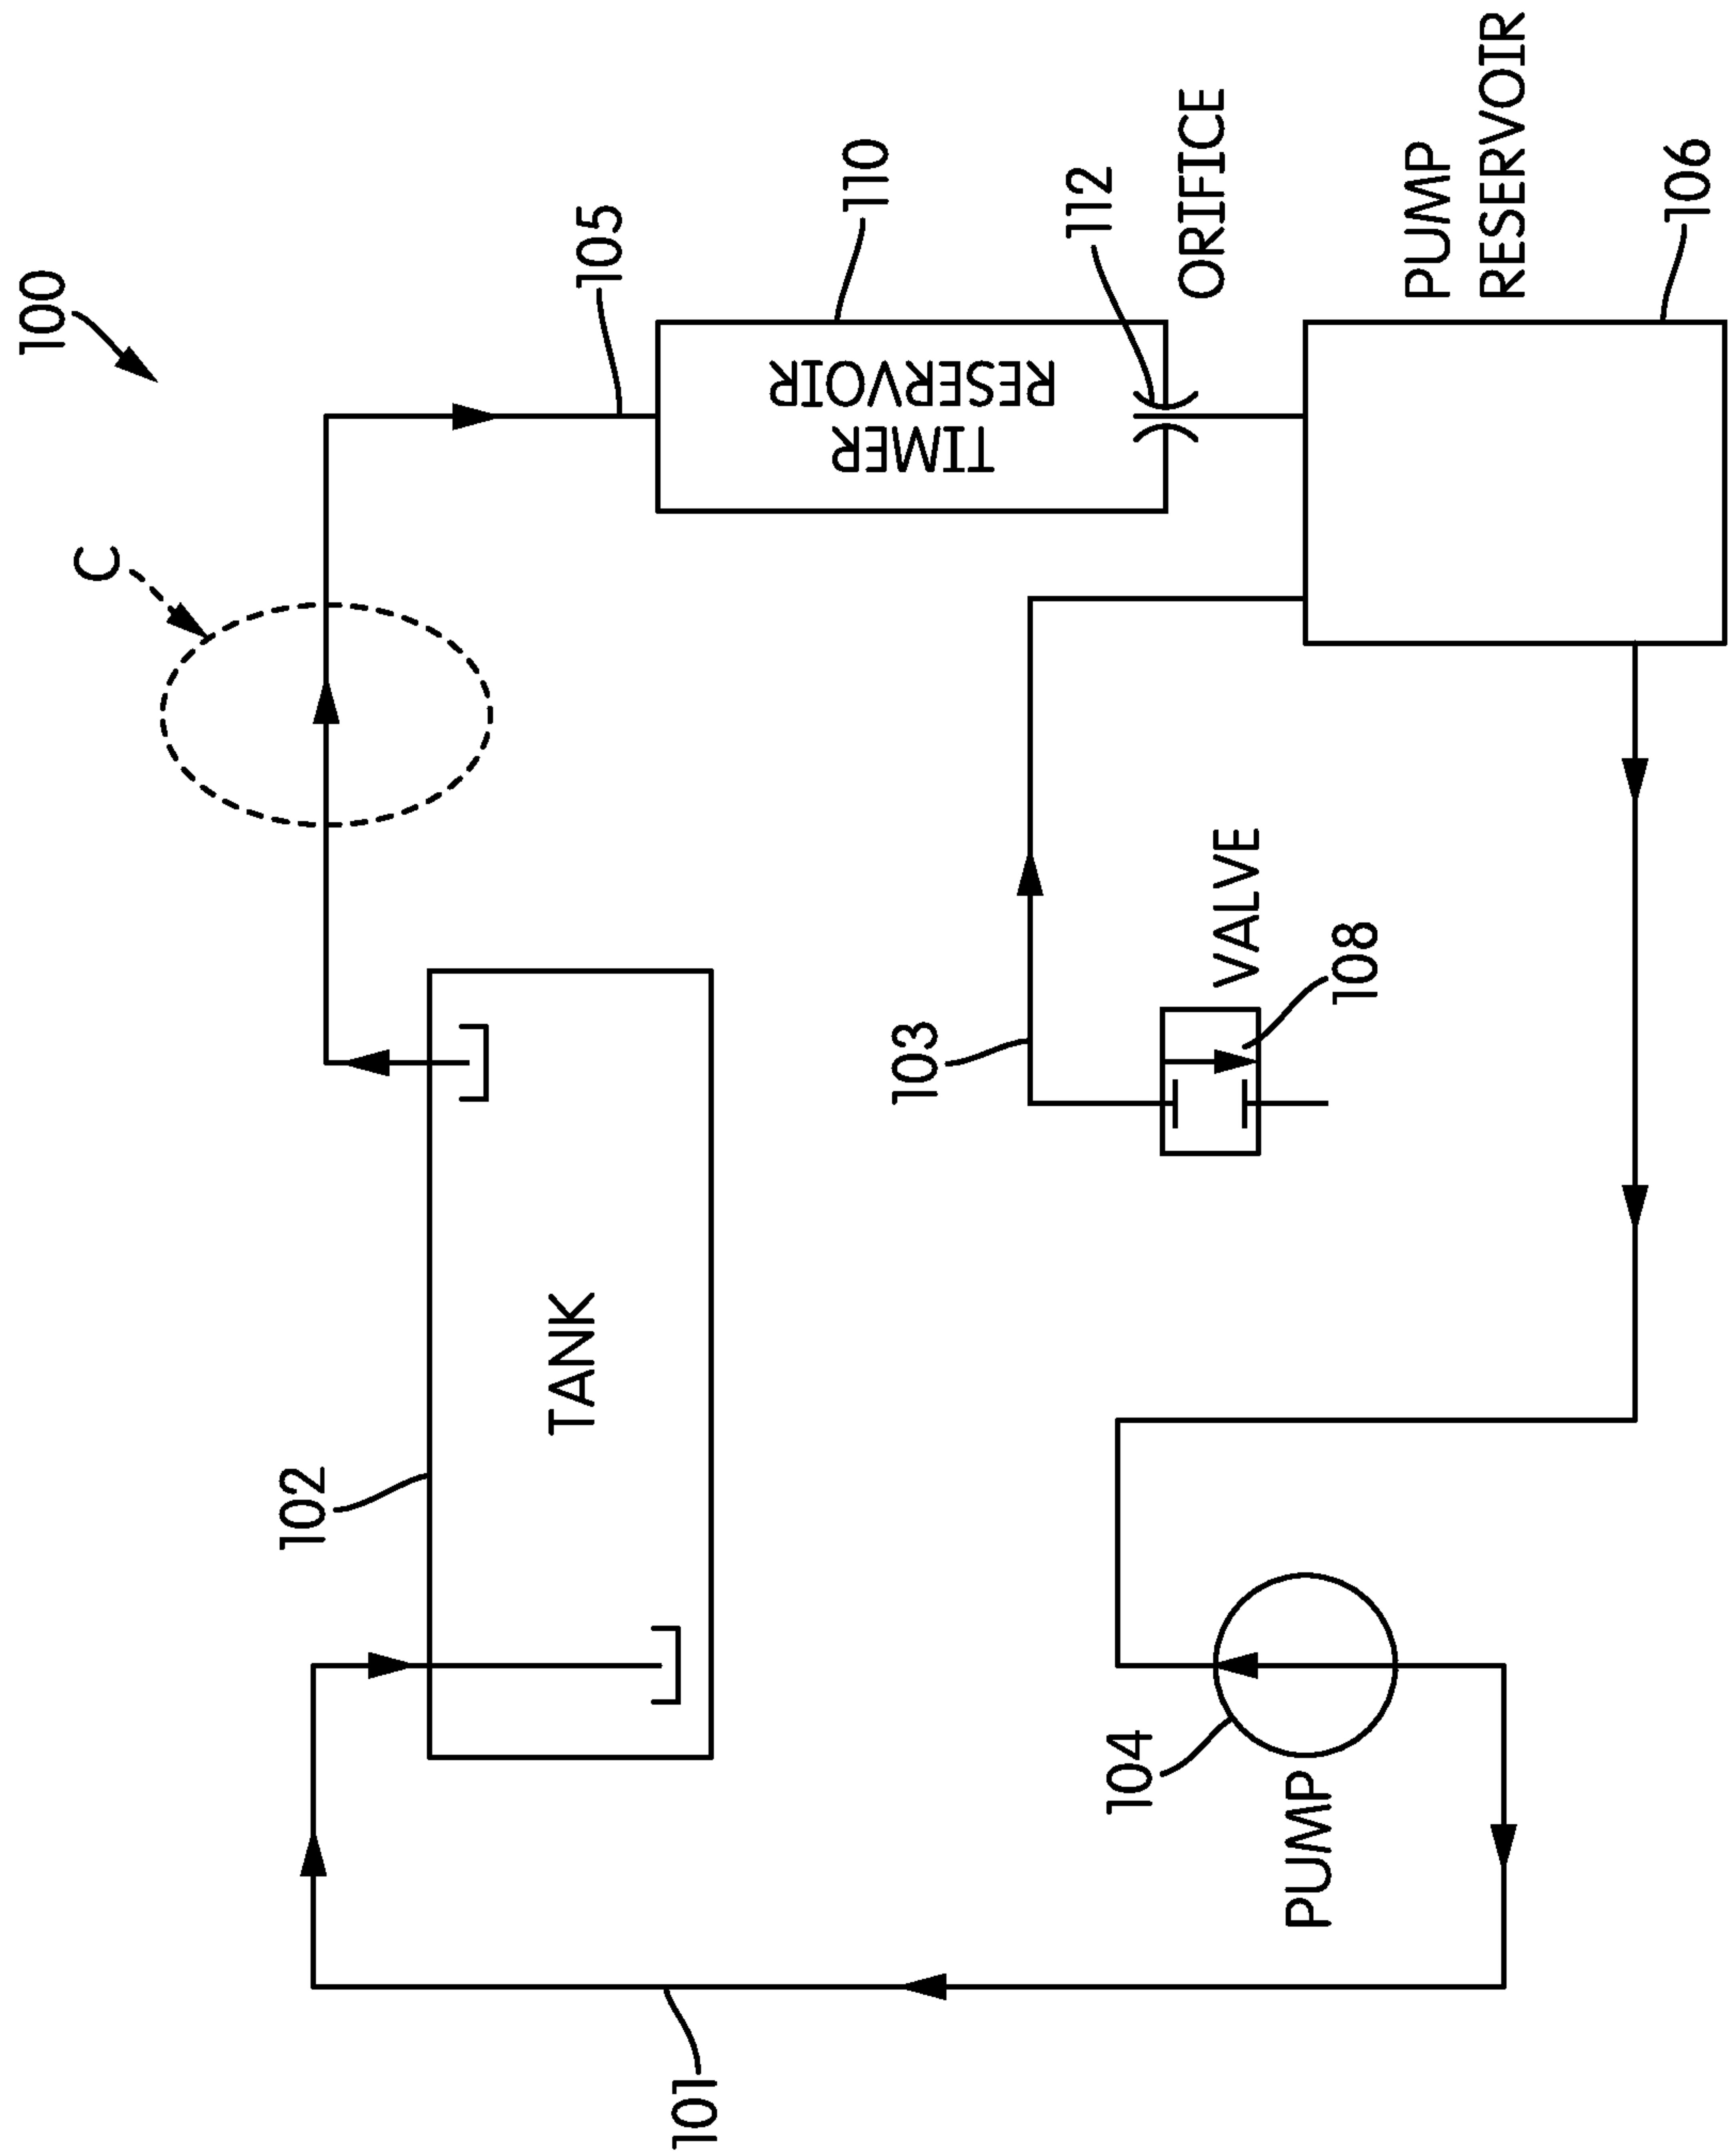 100
C
105
110
TIMER
RESERVOIR
112
ORIFICE
PUMP
RESERVOIR
106
102
TANK
103
VALVE
108
104
PUMP
101